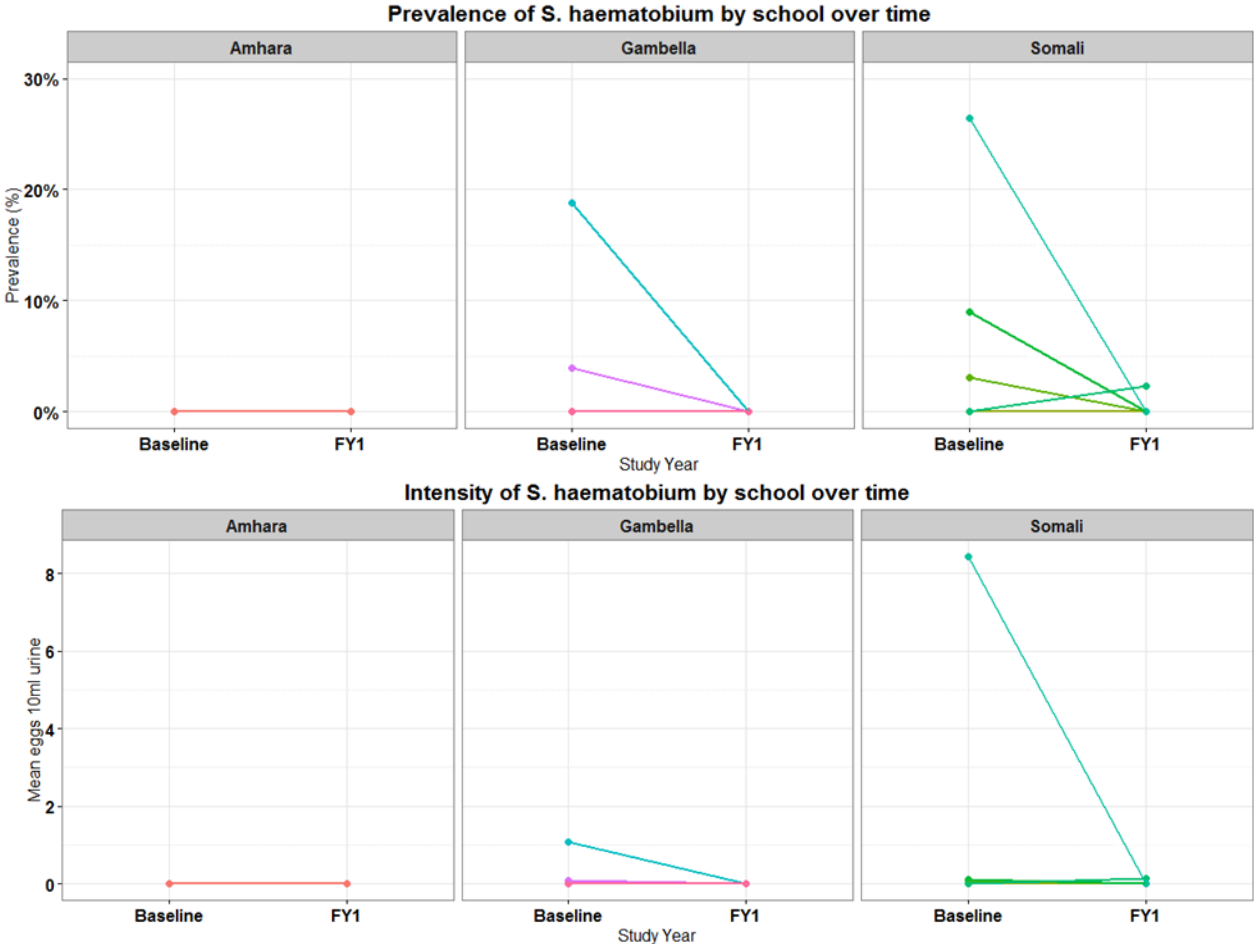 Prevalence of S. haematobium by school over time
Amhara
Gambella
Somali
Prevalence (%)
30%
20%
10%
0%
Baseline
FY1
Baseline
FY1
Baseline
FY1
Study Year
Intensity of S. haematobium by school over time
Amhara
Gambella
Somali
Mean eggs 10ml urine
8
6
4
2
0
Baseline
FY1
Baseline
FY1
Baseline
FY1
Study Year